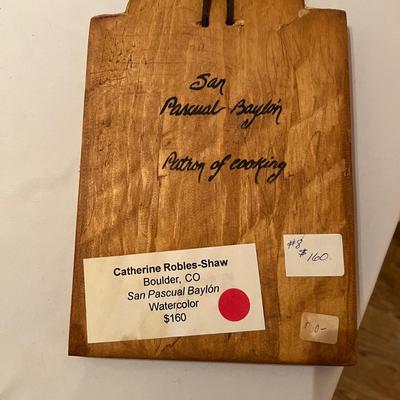 San
Pascual Baylón
Patron of cooking
#8
$160.
Catherine Robles-Shaw
Boulder, CO
San Pascual Baylón
Watercolor
$160